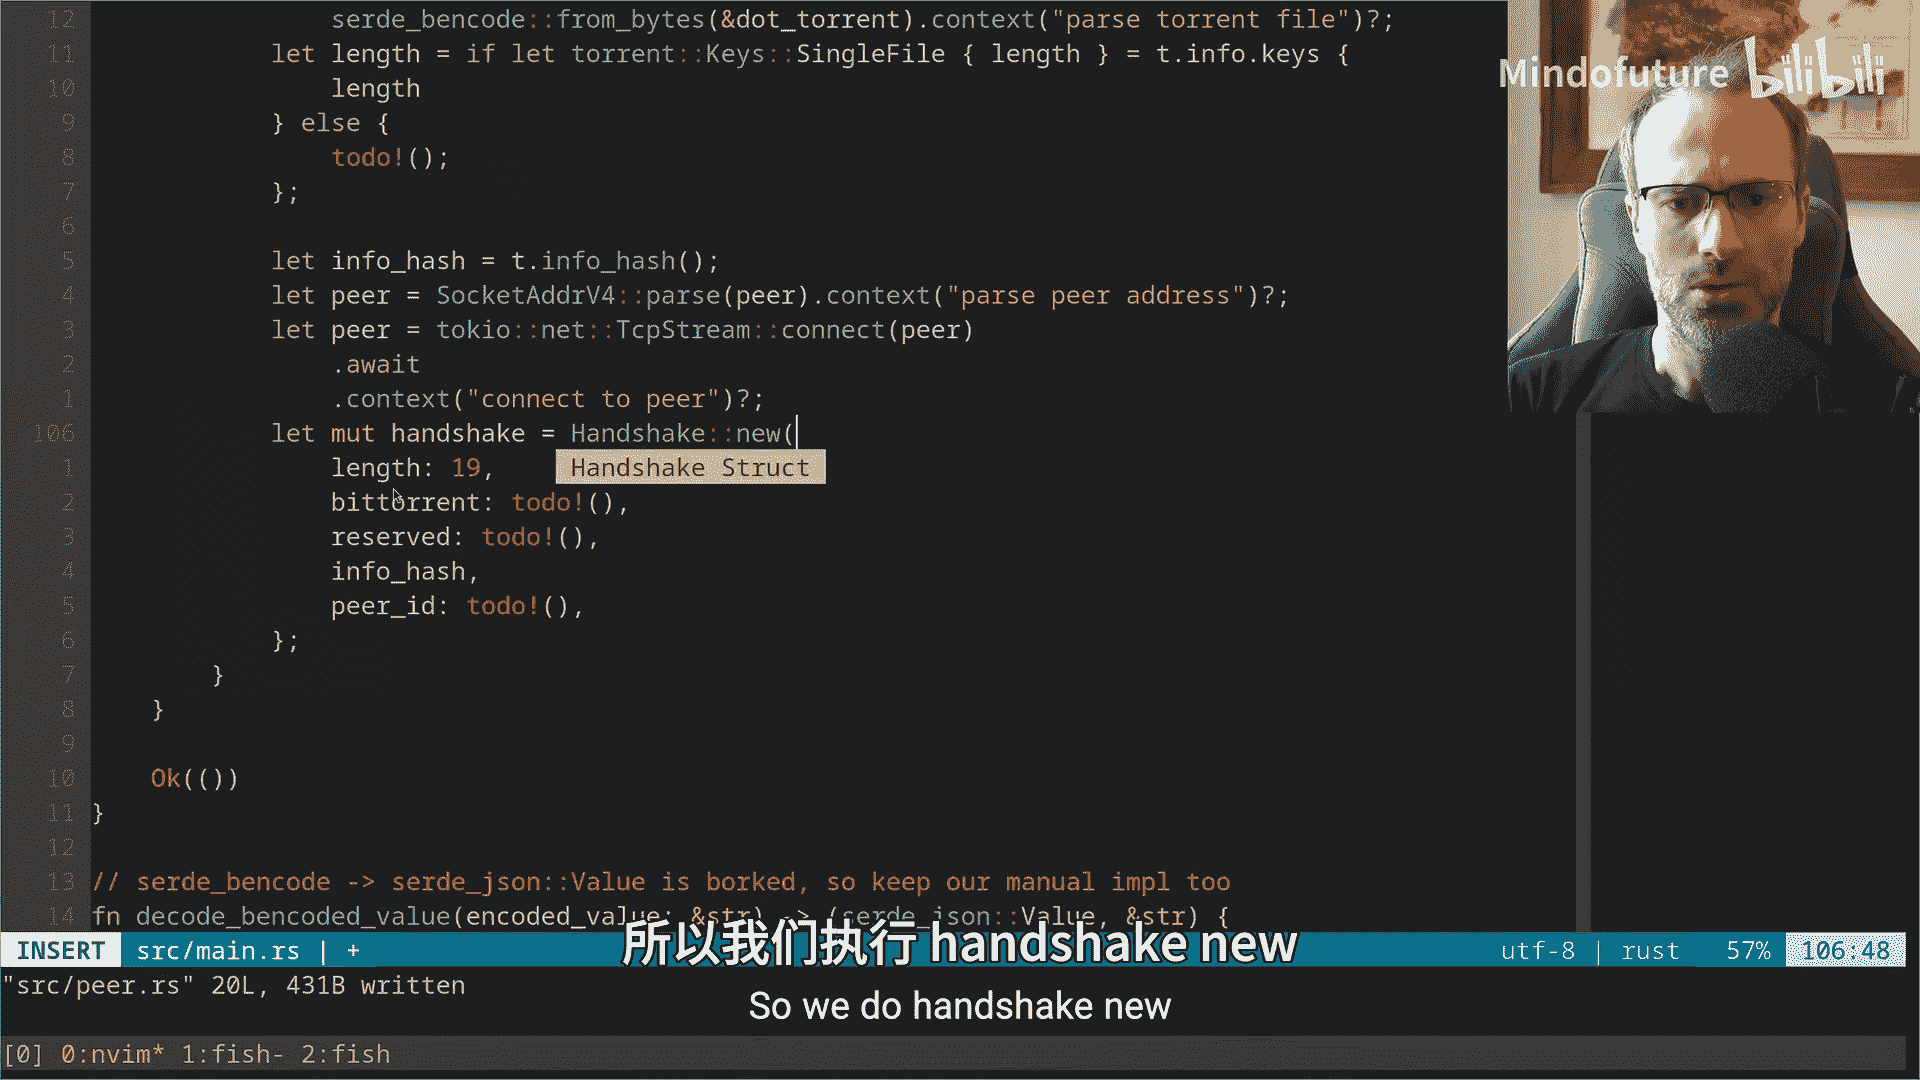 12 serde_bencode::from_bytes(&dot_torrent).context("parse torrent file")?;
11 let length = if let torrent::Keys::SingleFile { length } = t.info.keys {
10 length
9 } else {
8 todo!();
7 };
6
5 let info_hash = t.info_hash();
4 let peer = SocketAddrV4::parse(peer).context("parse peer address")?;
3 let peer = tokio::net::TcpStream::connect(peer)
2 .await
1 .context("connect to peer")?;
106 let mut handshake = Handshake::new(
1 length: 19,
Handshake Struct
2 bittorrent: todo!(),
3 reserved: todo!(),
4 info_hash,
5 peer_id: todo!(),
6 };
7 }
8 }
9
10 Ok(())
11 }
12
13 // serde_bencode -> serde_json::Value is borked, so keep our manual impl too
14 fn decode_bencoded_value(encoded_value: &str) -> (serde_json::Value, &str) {
INSERT src/main.rs | + utf-8 | rust 57% 106:48
"src/peer.rs" 20L, 431B written
[0] 0:nvim* 1:fish- 2:fish
Mindofuture bilibili
所以我们执行 handshake new
So we do handshake new